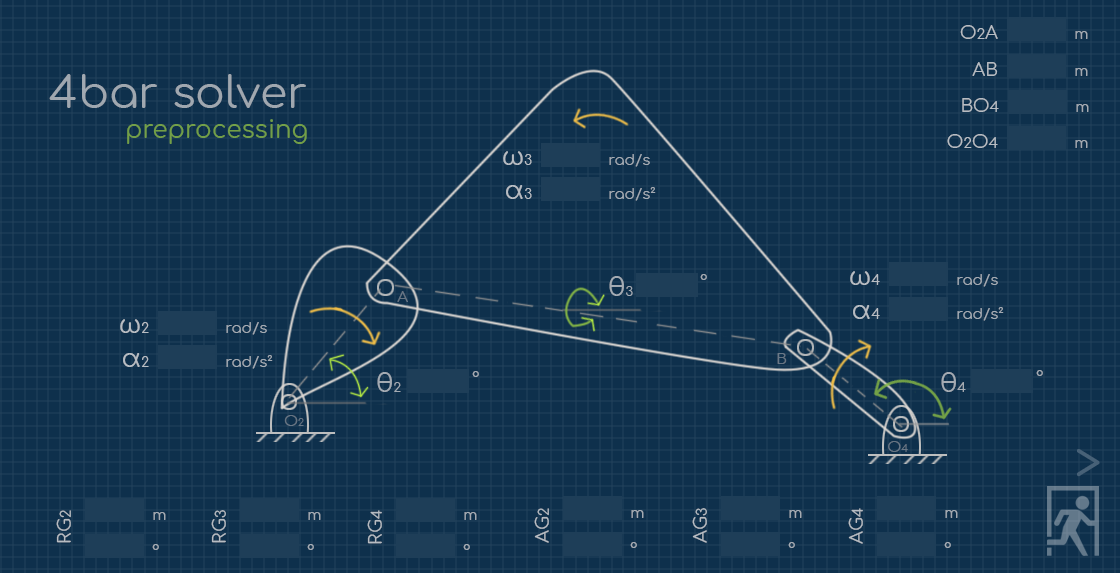 4bar solver
preprocessing
O2A m
AB m
BO4 m
O2O4 m
ω3 rad/s
α3 rad/s²
θ3 °
ω4 rad/s
α4 rad/s²
ω2 rad/s
α2 rad/s²
θ2 °
θ4 °
A
B
O2
O4
>
RG2 m °
RG3 m °
RG4 m °
AG2 m °
AG3 m °
AG4 m °